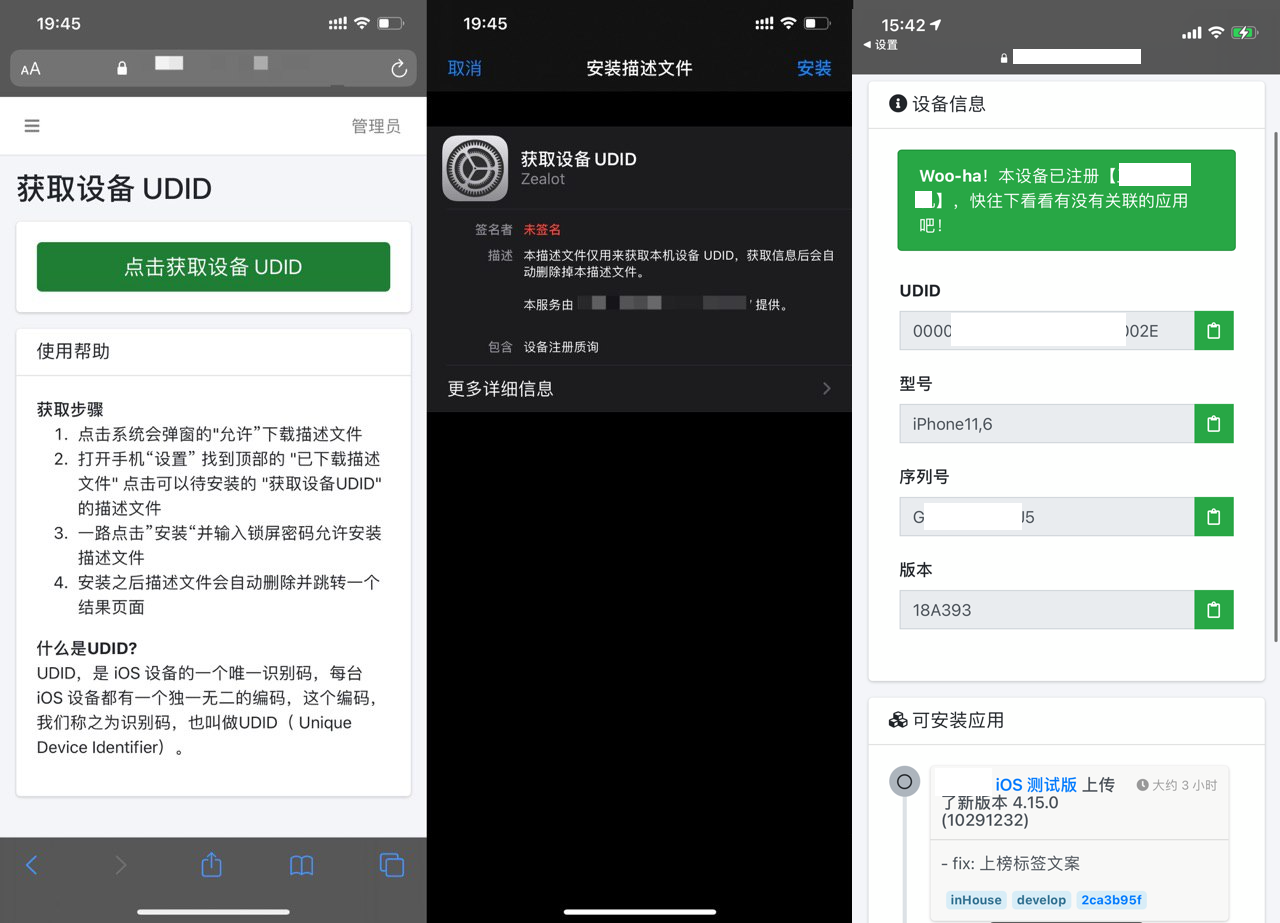 19:45
AA
管理员
获取设备 UDID
点击获取设备 UDID
使用帮助
获取步骤
1. 点击系统会弹窗的"允许”下载描述文件
2. 打开手机“设置” 找到顶部的 "已下载描述
文件" 点击可以待安装的 "获取设备UDID"
的描述文件
3. 一路点击”安装“并输入锁屏密码允许安装
描述文件
4. 安装之后描述文件会自动删除并跳转一个
结果页面
什么是UDID?
UDID，是 iOS 设备的一个唯一识别码，每台
iOS 设备都有一个独一无二的编码，这个编码，
我们称之为识别码，也叫做UDID（ Unique
Device Identifier）。
19:45
取消 安装描述文件 安装
获取设备 UDID
Zealot
签名者 未签名
描述 本描述文件仅用来获取本机设备 UDID，获取信息后会自
动删除掉本描述文件。
本服务由 提供。
包含 设备注册质询
更多详细信息
15:42
设置
设备信息
Woo-ha！本设备已注册【
】，快往下看看有没有关联的应用
吧！
UDID
0000 002E
型号
iPhone11,6
序列号
G J5
版本
18A393
可安装应用
iOS 测试版 上传 大约 3 小时
了新版本 4.15.0
(10291232)
- fix: 上榜标签文案
inHouse develop 2ca3b95f